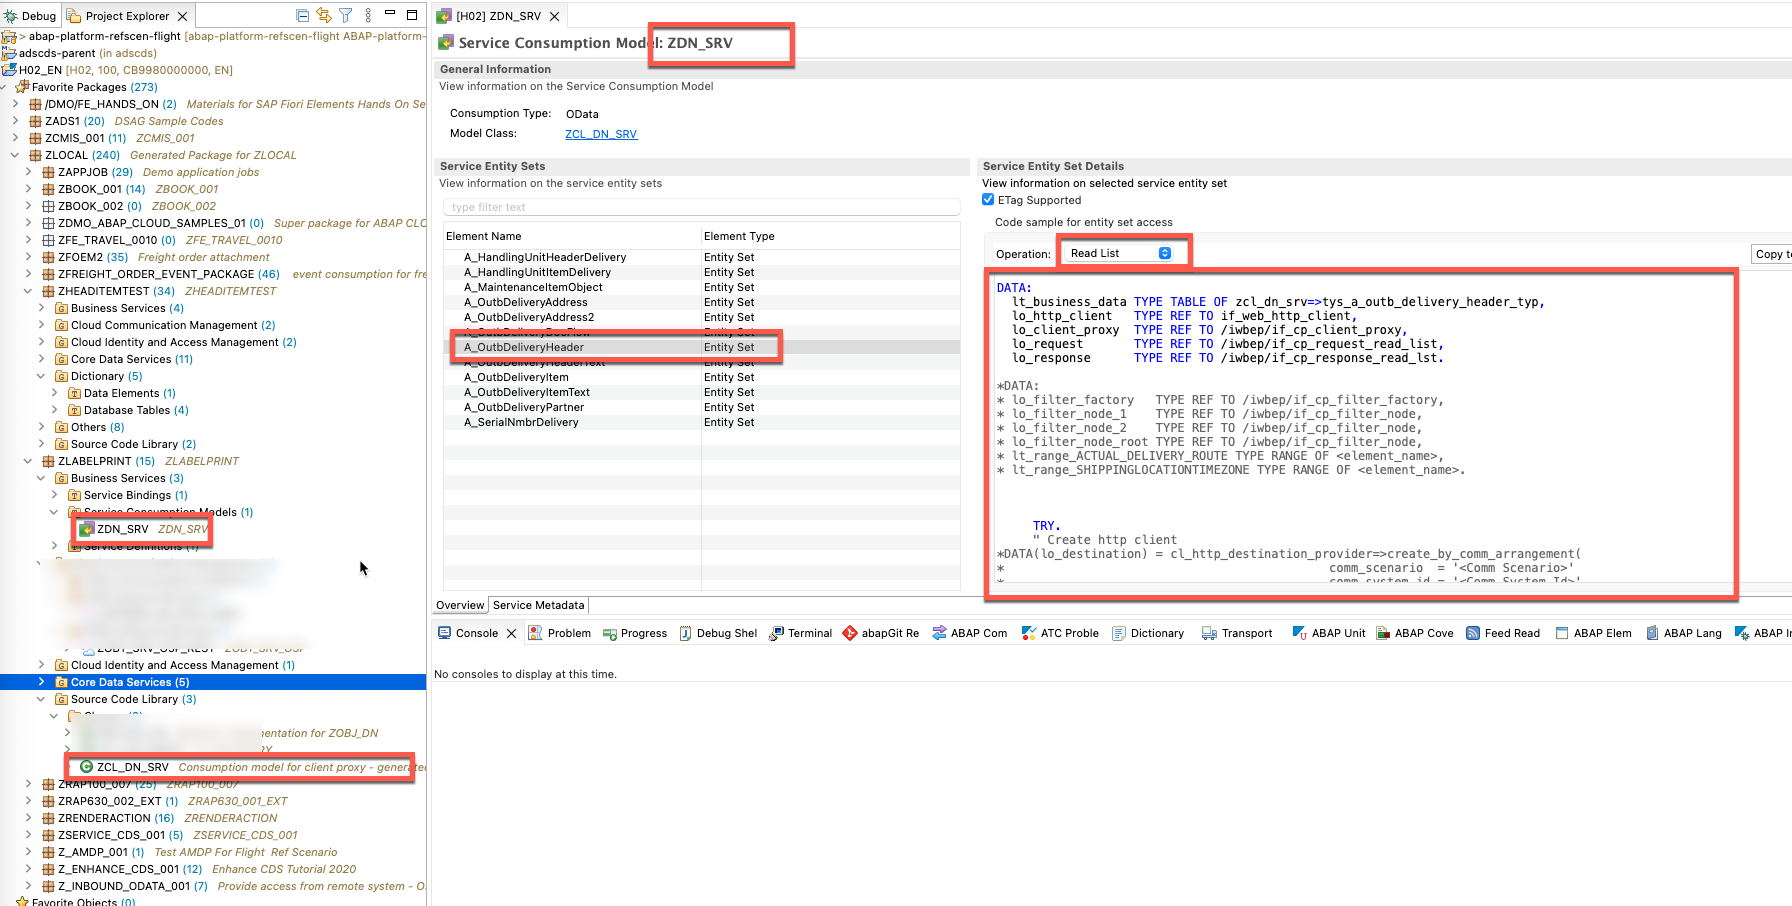 Debug
Project Explorer
> abap-platform-refscen-flight [abap-platform-refscen-flight ABAP-platform-
adscds-parent (in adscds)
H02_EN [H02, 100, CB9980000000, EN]
Favorite Packages (273)
/DMO/FE_HANDS_ON (2) Materials for SAP Fiori Elements Hands On Se
ZADS1 (20) DSAG Sample Codes
ZCMIS_001 (11) ZCMIS_001
ZLOCAL (240) Generated Package for ZLOCAL
ZAPPJOB (29) Demo application jobs
ZBOOK_001 (14) ZBOOK_001
ZBOOK_002 (0) ZBOOK_002
ZDMO_ABAP_CLOUD_SAMPLES_01 (0) Super package for ABAP CLO
ZFE_TRAVEL_0010 (0) ZFE_TRAVEL_0010
ZFOEM2 (35) Freight order attachment
ZFREIGHT_ORDER_EVENT_PACKAGE (46) event consumption for fre
ZHEADITEMTEST (34) ZHEADITEMTEST
Business Services (4)
Cloud Communication Management (2)
Cloud Identity and Access Management (2)
Core Data Services (11)
Dictionary (5)
Data Elements (1)
Database Tables (4)
Others (8)
Source Code Library (2)
ZLABELPRINT (15) ZLABELPRINT
Business Services (3)
Service Bindings (1)
Service Consumption Models (1)
ZDN_SRV ZDN_SRV
Service Definitions (1)
Cloud Identity and Access Management (1)
Core Data Services (5)
Source Code Library (3)
mentation for ZOBJ_DN
ZCL_DN_SRV Consumption model for client proxy - generate
ZRAP100_007 (25) ZRAP100_007
ZRAP630_002_EXT (1) ZRAP630_001_EXT
ZRENDERACTION (16) ZRENDERACTION
ZSERVICE_CDS_001 (5) ZSERVICE_CDS_001
Z_AMDP_001 (1) Test AMDP For Flight Ref Scenario
Z_ENHANCE_CDS_001 (12) Enhance CDS Tutorial 2020
Z_INBOUND_ODATA_001 (7) Provide access from remote system - O
Favorite Objects (0)
[H02] ZDN_SRV
Service Consumption Model: ZDN_SRV
General Information
View information on the Service Consumption Model
Consumption Type: OData
Model Class: ZCL_DN_SRV
Service Entity Sets
View information on the service entity sets
type filter text
Element Name Element Type
A_HandlingUnitHeaderDelivery Entity Set
A_HandlingUnitItemDelivery Entity Set
A_MaintenanceItemObject Entity Set
A_OutbDeliveryAddress Entity Set
A_OutbDeliveryAddress2 Entity Set
A_OutbDeliveryDocFlow Entity Set
A_OutbDeliveryHeader Entity Set
A_OutbDeliveryHeaderText Entity Set
A_OutbDeliveryItem Entity Set
A_OutbDeliveryItemText Entity Set
A_OutbDeliveryPartner Entity Set
A_SerialNmbrDelivery Entity Set
Overview Service Metadata
Service Entity Set Details
View information on selected service entity set
ETag Supported
Code sample for entity set access
Operation: Read List Copy to
DATA:
lt_business_data TYPE TABLE OF zcl_dn_srv=>tys_a_outb_delivery_header_typ,
lo_http_client TYPE REF TO if_web_http_client,
lo_client_proxy TYPE REF TO /iwbep/if_cp_client_proxy,
lo_request TYPE REF TO /iwbep/if_cp_request_read_list,
lo_response TYPE REF TO /iwbep/if_cp_response_read_lst.
*DATA:
* lo_filter_factory TYPE REF TO /iwbep/if_cp_filter_factory,
* lo_filter_node_1 TYPE REF TO /iwbep/if_cp_filter_node,
* lo_filter_node_2 TYPE REF TO /iwbep/if_cp_filter_node,
* lo_filter_node_root TYPE REF TO /iwbep/if_cp_filter_node,
* lt_range_ACTUAL_DELIVERY_ROUTE TYPE RANGE OF <element_name>,
* lt_range_SHIPPINGLOCATIONTIMEZONE TYPE RANGE OF <element_name>.
TRY.
" Create http client
*DATA(lo_destination) = cl_http_destination_provider=>create_by_comm_arrangement(
* comm_scenario = '<Comm Scenario>'
* comm_system_id = '<Comm System Id>'
Console Problem Progress Debug Shel Terminal abapGit Re ABAP Com ATC Proble Dictionary Transport ABAP Unit ABAP Cove Feed Read ABAP Elem ABAP Lang ABAP In
No consoles to display at this time.